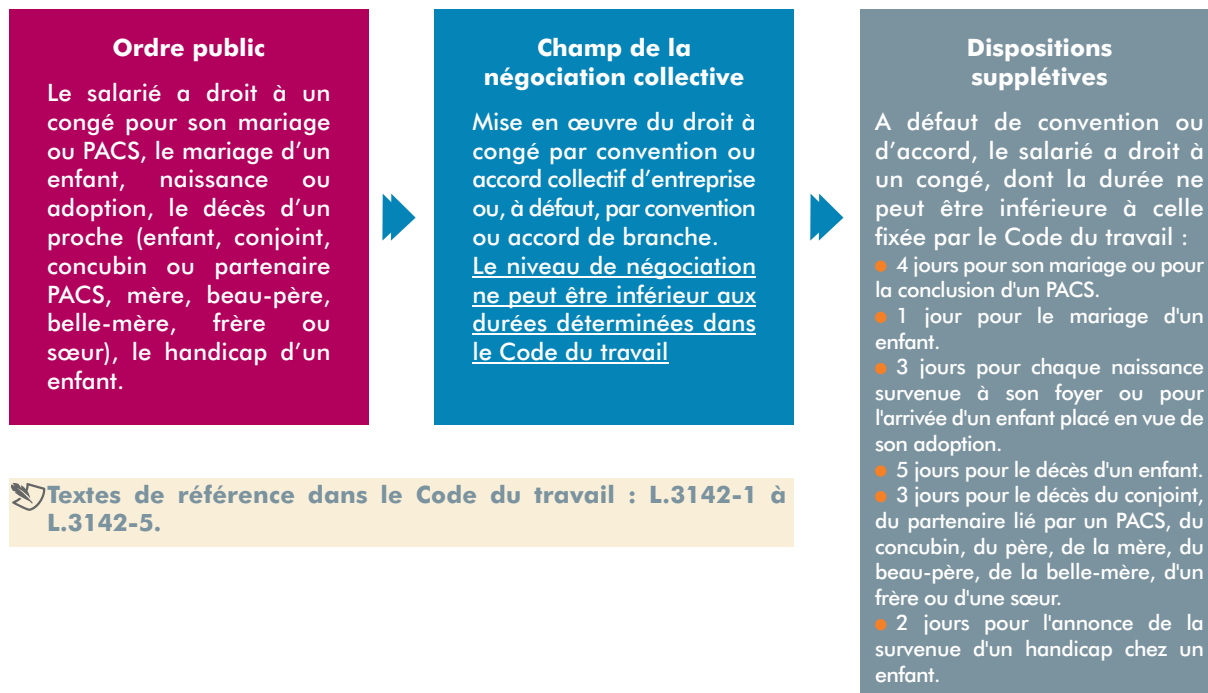 Ordre public
Le salarié a droit à un
congé pour son mariage
ou PACS, le mariage d'un
enfant, naissance ou
adoption, le décès d'un
proche (enfant, conjoint,
concubin ou partenaire
PACS, mère, beau-père,
belle-mère, frère ou
sœur), le handicap d'un
enfant.
Champ de la
négociation collective
Mise en œuvre du droit à
congé par convention ou
accord collectif d'entreprise
ou, à défaut, par convention
ou accord de branche.
Le niveau de négociation
ne peut être inférieur aux
durées déterminées dans
le Code du travail
Dispositions
supplétives
A défaut de convention ou
d'accord, le salarié a droit à
un congé, dont la durée ne
peut être inférieure à celle
fixée par le Code du travail :
● 4 jours pour son mariage ou pour
la conclusion d'un PACS.
● 1 jour pour le mariage d'un
enfant.
● 3 jours pour chaque naissance
survenue à son foyer ou pour
l'arrivée d'un enfant placé en vue de
son adoption.
● 5 jours pour le décès d'un enfant.
● 3 jours pour le décès du conjoint,
du partenaire lié par un PACS, du
concubin, du père, de la mère, du
beau-père, de la belle-mère, d'un
frère ou d'une sœur.
● 2 jours pour l'annonce de la
survenue d'un handicap chez un
enfant.
Textes de référence dans le Code du travail : L.3142-1 à
L.3142-5.